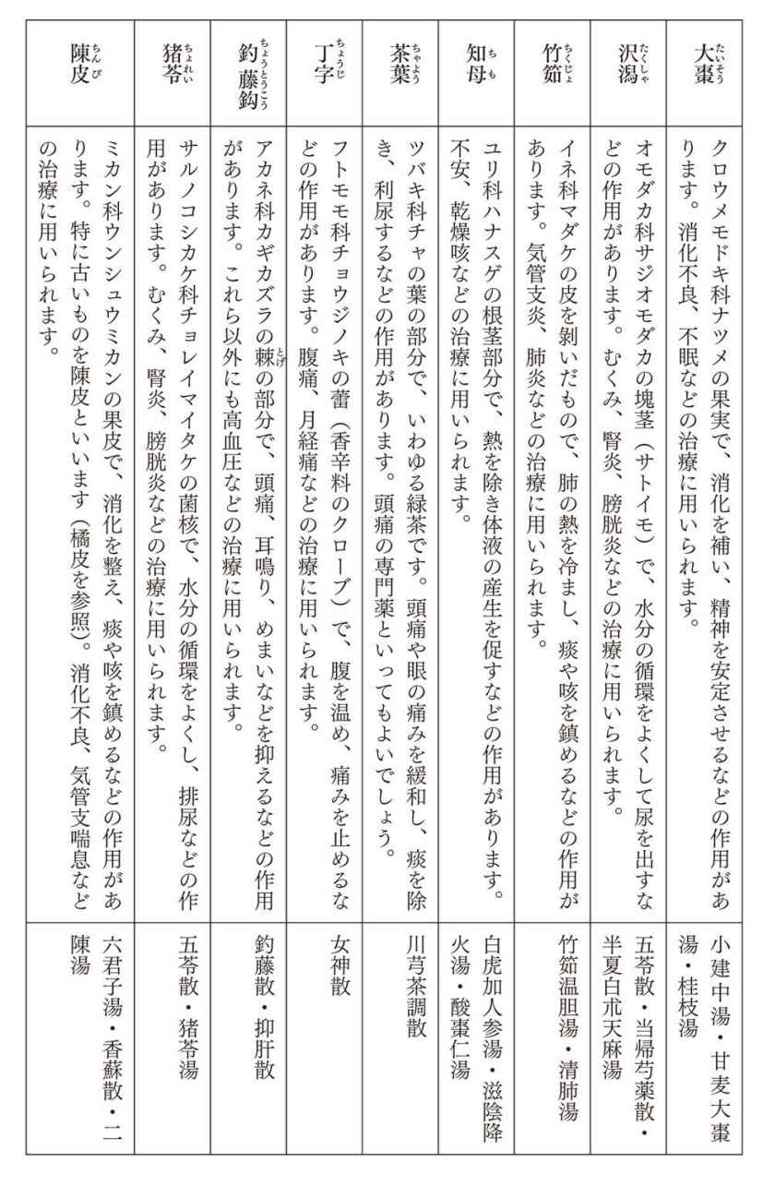 大棗
たいそう
クロウメモドキ科ナツメの果実で、消化を補い、精神を安定させるなどの作用があ
ります。消化不良、不眠などの治療に用いられます。
小建中湯・甘麦大棗
湯・桂枝湯
沢潟
たくしゃ
オモダカ科サジオモダカの塊茎（サトイモ）で、水分の循環をよくして尿を出すな
どの作用があります。むくみ、腎炎、膀胱炎などの治療に用いられます。
五苓散・当帰芍薬散・
半夏白朮天麻湯
竹筎
ちくじょ
イネ科マダケの皮を剝いだもので、肺の熱を冷まし、痰や咳を鎮めるなどの作用が
あります。気管支炎、肺炎などの治療に用いられます。
竹筎温胆湯・清肺湯
知母
ちも
ユリ科ハナスゲの根茎部分で、熱を除き体液の産生を促すなどの作用があります。
不安、乾燥咳などの治療に用いられます。
白虎加人参湯・滋陰降
火湯・酸棗仁湯
茶葉
ちゃよう
ツバキ科チャの葉の部分で、いわゆる緑茶です。頭痛や眼の痛みを緩和し、痰を除
き、利尿するなどの作用があります。頭痛の専門薬といってもよいでしょう。
川芎茶調散
丁字
ちょうじ
フトモモ科チョウジノキの蕾（香辛料のクローブ）で、腹を温め、痛みを止めるな
どの作用があります。腹痛、月経痛などの治療に用いられます。
女神散
釣藤鈎
ちょうとうこう
アカネ科カギカズラの棘の部分で、頭痛、耳鳴り、めまいなどを抑えるなどの作用
とげ
があります。これら以外にも高血圧などの治療に用いられます。
釣藤散・抑肝散
猪苓
ちょれい
サルノコシカケ科チョレイマイタケの菌核で、水分の循環をよくし、排尿などの作
用があります。むくみ、腎炎、膀胱炎などの治療に用いられます。
五苓散・猪苓湯
陳皮
ちんぴ
ミカン科ウンシュウミカンの果皮で、消化を整え、痰や咳を鎮めるなどの作用があ
ります。特に古いものを陳皮といいます（橘皮を参照）。消化不良、気管支喘息など
の治療に用いられます。
六君子湯・香蘇散・二
陳湯